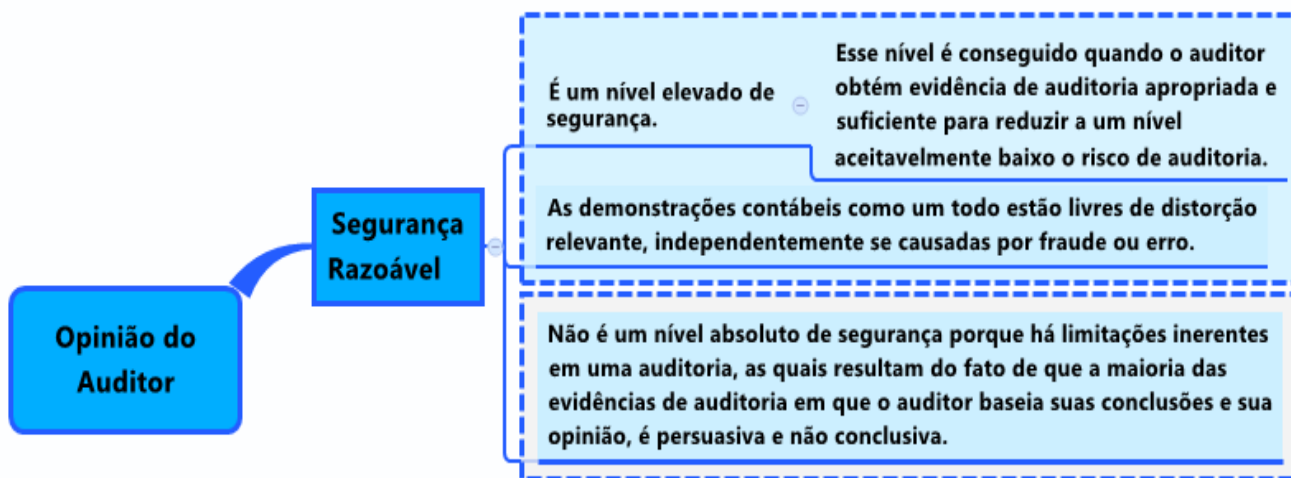 Opinião do
Auditor
Segurança
Razoável
É um nível elevado de
segurança.
Esse nível é conseguido quando o auditor
obtém evidência de auditoria apropriada e
suficiente para reduzir a um nível
aceitavelmente baixo o risco de auditoria.
As demonstrações contábeis como um todo estão livres de distorção
relevante, independentemente se causadas por fraude ou erro.
Não é um nível absoluto de segurança porque há limitações inerentes
em uma auditoria, as quais resultam do fato de que a maioria das
evidências de auditoria em que o auditor baseia suas conclusões e sua
opinião, é persuasiva e não conclusiva.